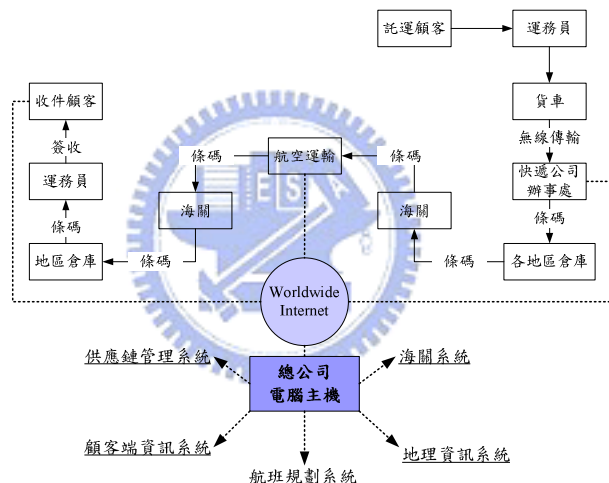 託運顧客
運務員
收件顧客
貨車
簽收
無線傳輸
條碼
航空運輸
條碼
運務員
快遞公司
辦事處
海關
海關
條碼
條碼
地區倉庫
條碼
條碼
各地區倉庫
Worldwide
Internet
供應鏈管理系統
總公司
電腦主機
海關系統
顧客端資訊系統
航班規劃系統
地理資訊系統